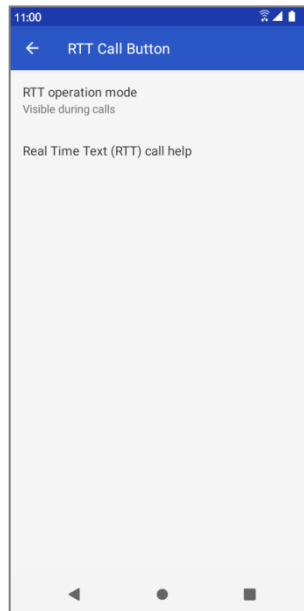 11:00
RTT Call Button
RTT operation mode
Visible during calls
Real Time Text (RTT) call help